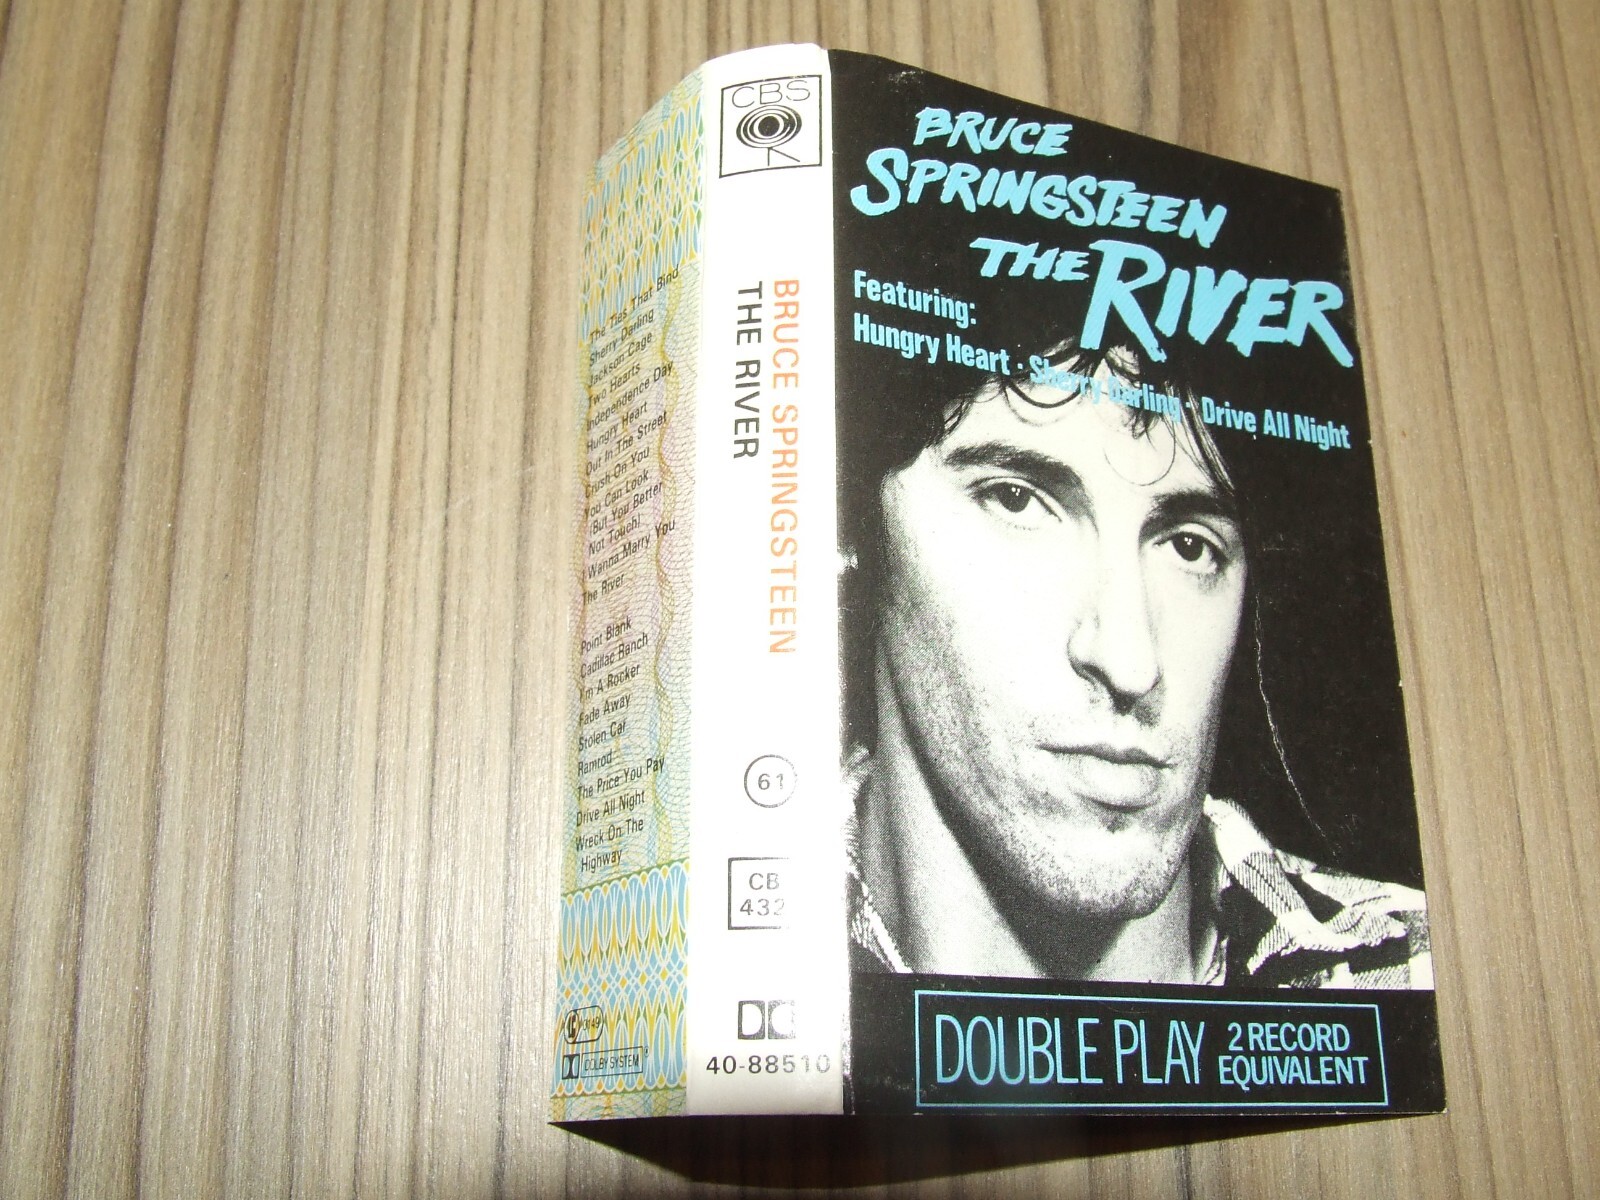 The Ties That Bind
Sherry Darling
Jackson Cage
Two Hearts
Independence Day
Hungry Heart
Out In The Street
Crush On You
You Can Look
(But You Better
Not Touch)
I Wanna Marry You
The River
Point Blank
Cadillac Ranch
I'm A Rocker
Fade Away
Stolen Car
Ramrod
The Price You Pay
Drive All Night
Wreck On The
Highway
DOLBY SYSTEM
CBS
BRUCE SPRINGSTEEN
THE RIVER
61
CB
432
40-88510
BRUCE
SPRINGSTEEN
THE RIVER
Featuring:
Hungry Heart · Sherry Darling · Drive All Night
DOUBLE PLAY
2 RECORD
EQUIVALENT